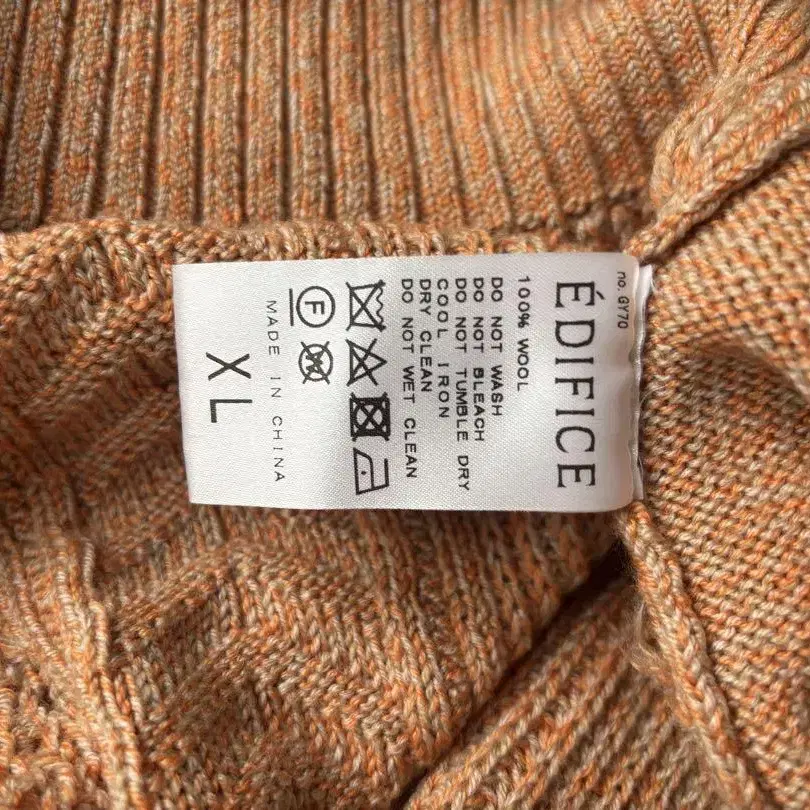 no. GY70
ÉDIFICE
100% WOOL
DO NOT WASH
DO NOT BLEACH
DO NOT TUMBLE DRY
COOL IRON
DRY CLEAN
DO NOT WET CLEAN
F
W
MADE IN CHINA
XL